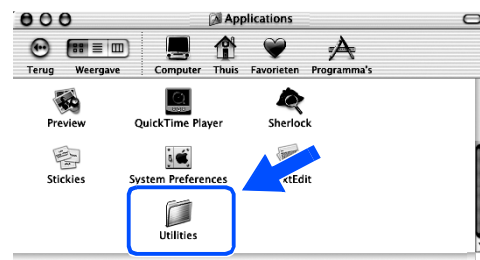 Applications
Terug Weergave Computer Thuis Favorieten Programma's
Preview QuickTime Player Sherlock
Stickies System Preferences xtEdit
Utilities